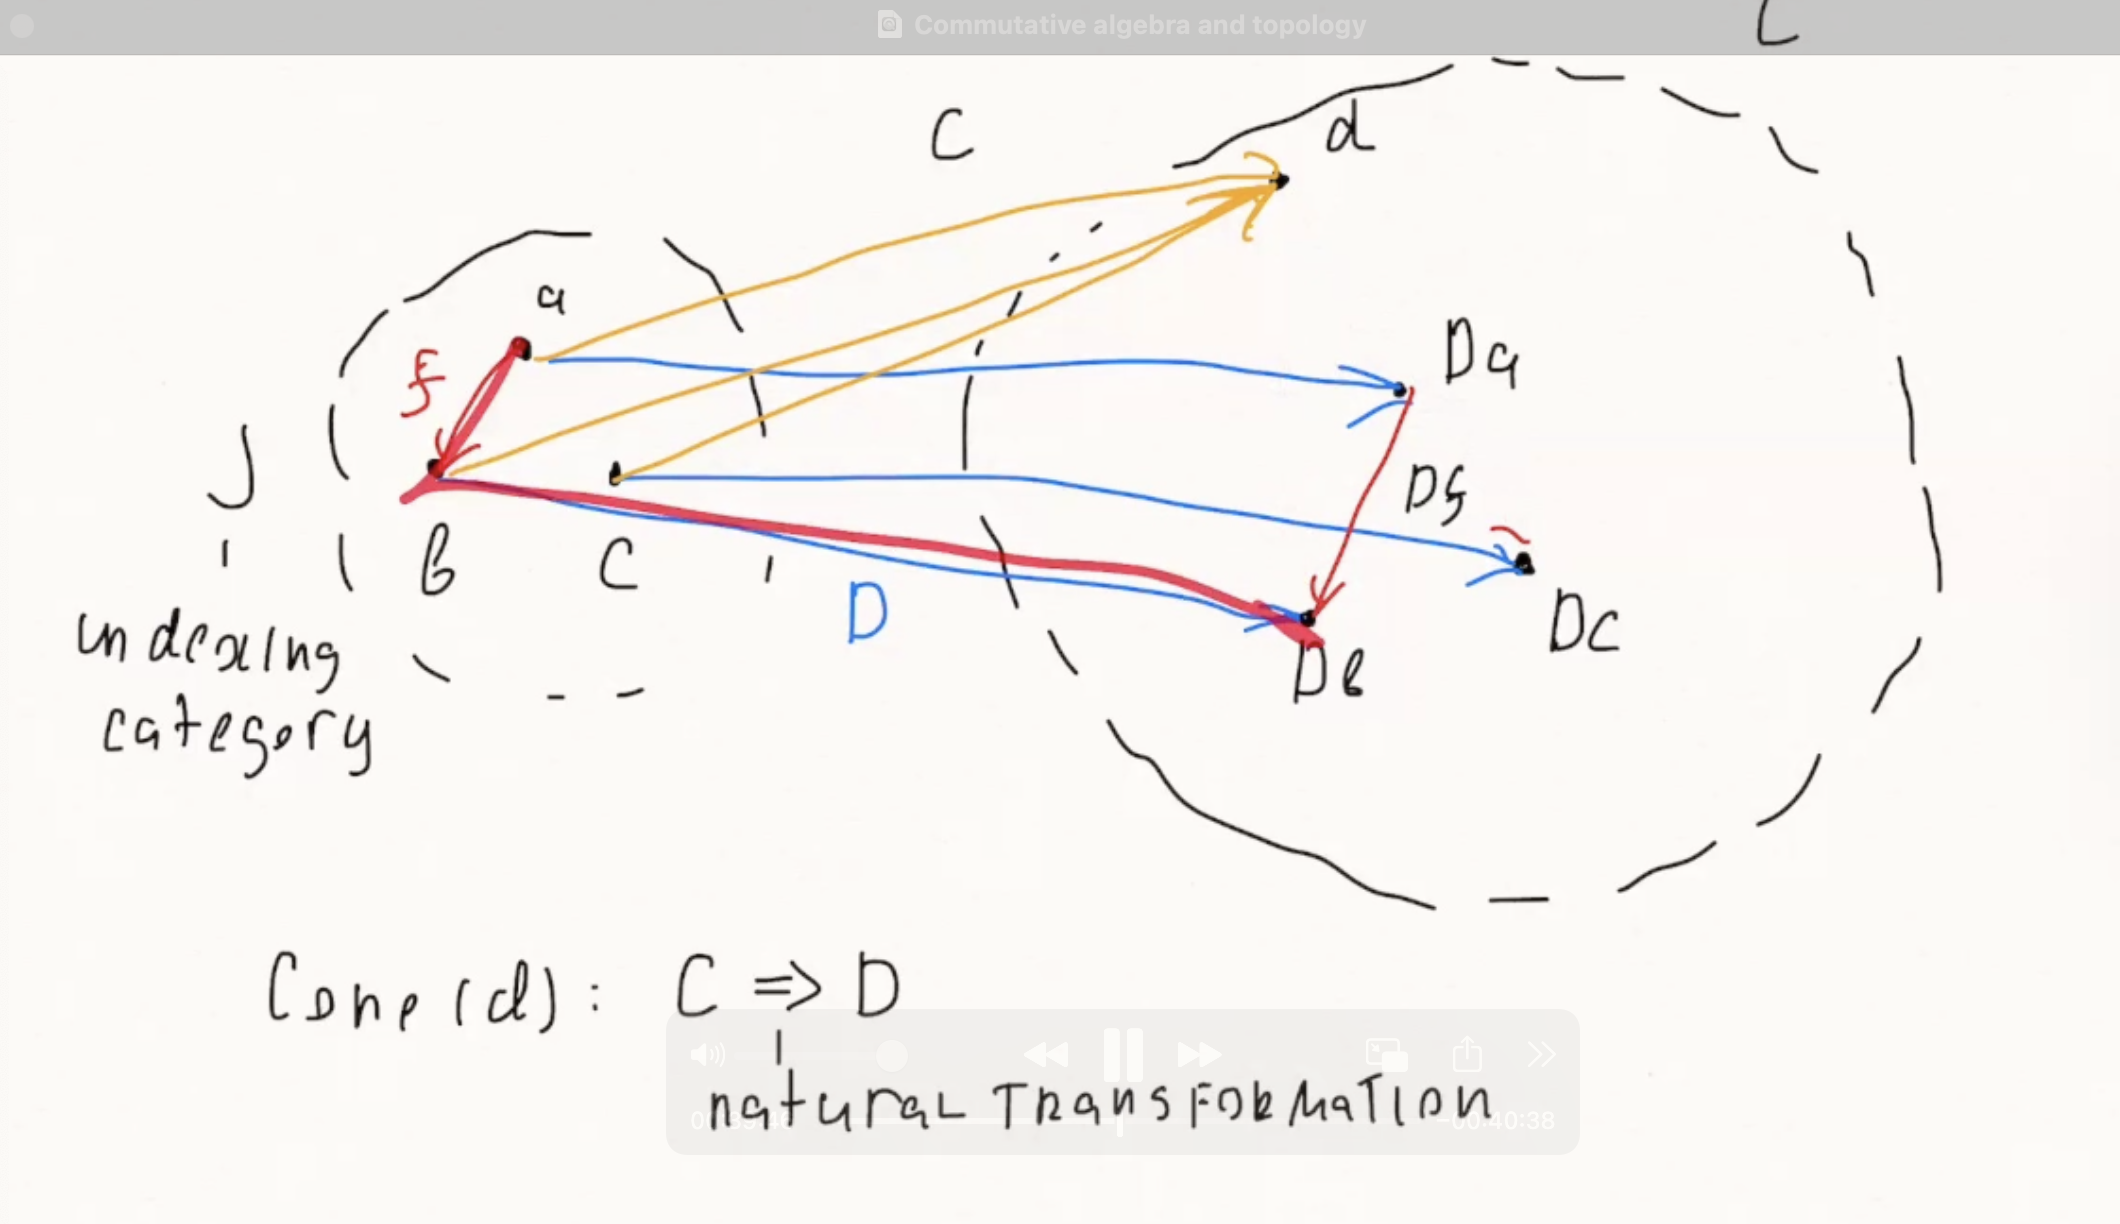 Commutative algebra and topology
C
d
a
f
Da
J
Df
b
C
D
Dc
Db
indexing
category
Cone(d): C => D
natural transformation
-00:40:38